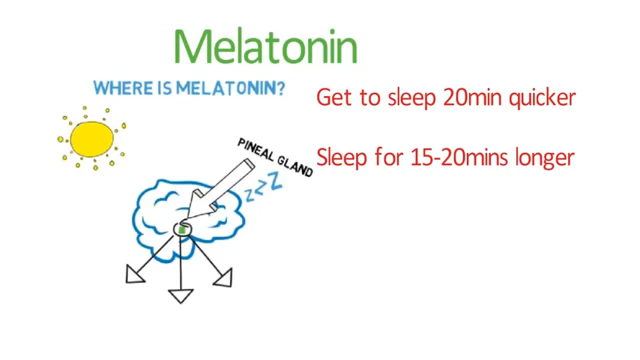 Melatonin
WHERE IS MELATONIN?
Get to sleep 20min quicker
PINEAL GLAND
Sleep for 15-20mins longer
zzZ